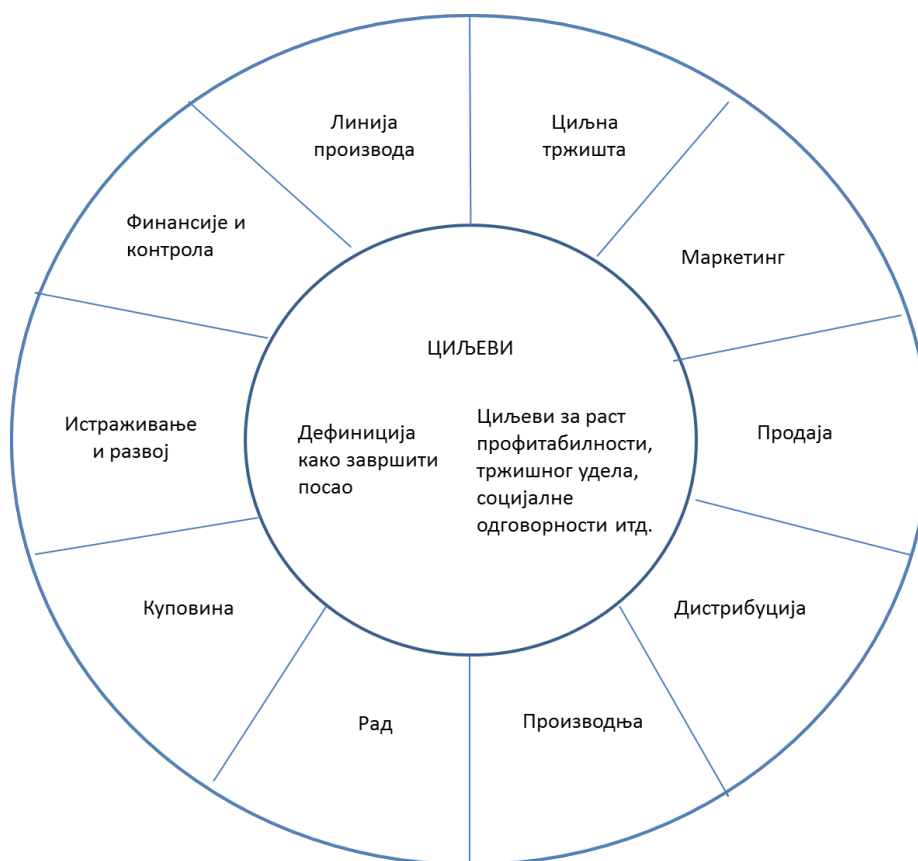 Линија
производа
Циљна
тржишта
Маркетинг
Продаја
Дистрибуција
Производња
Рад
Куповина
Истраживање
и развој
Финансије и
контрола
ЦИЉЕВИ
Дефиниција
како завршити
посао
Циљеви за раст
профитабилности,
тржишног удела,
социјалне
одговорности итд.